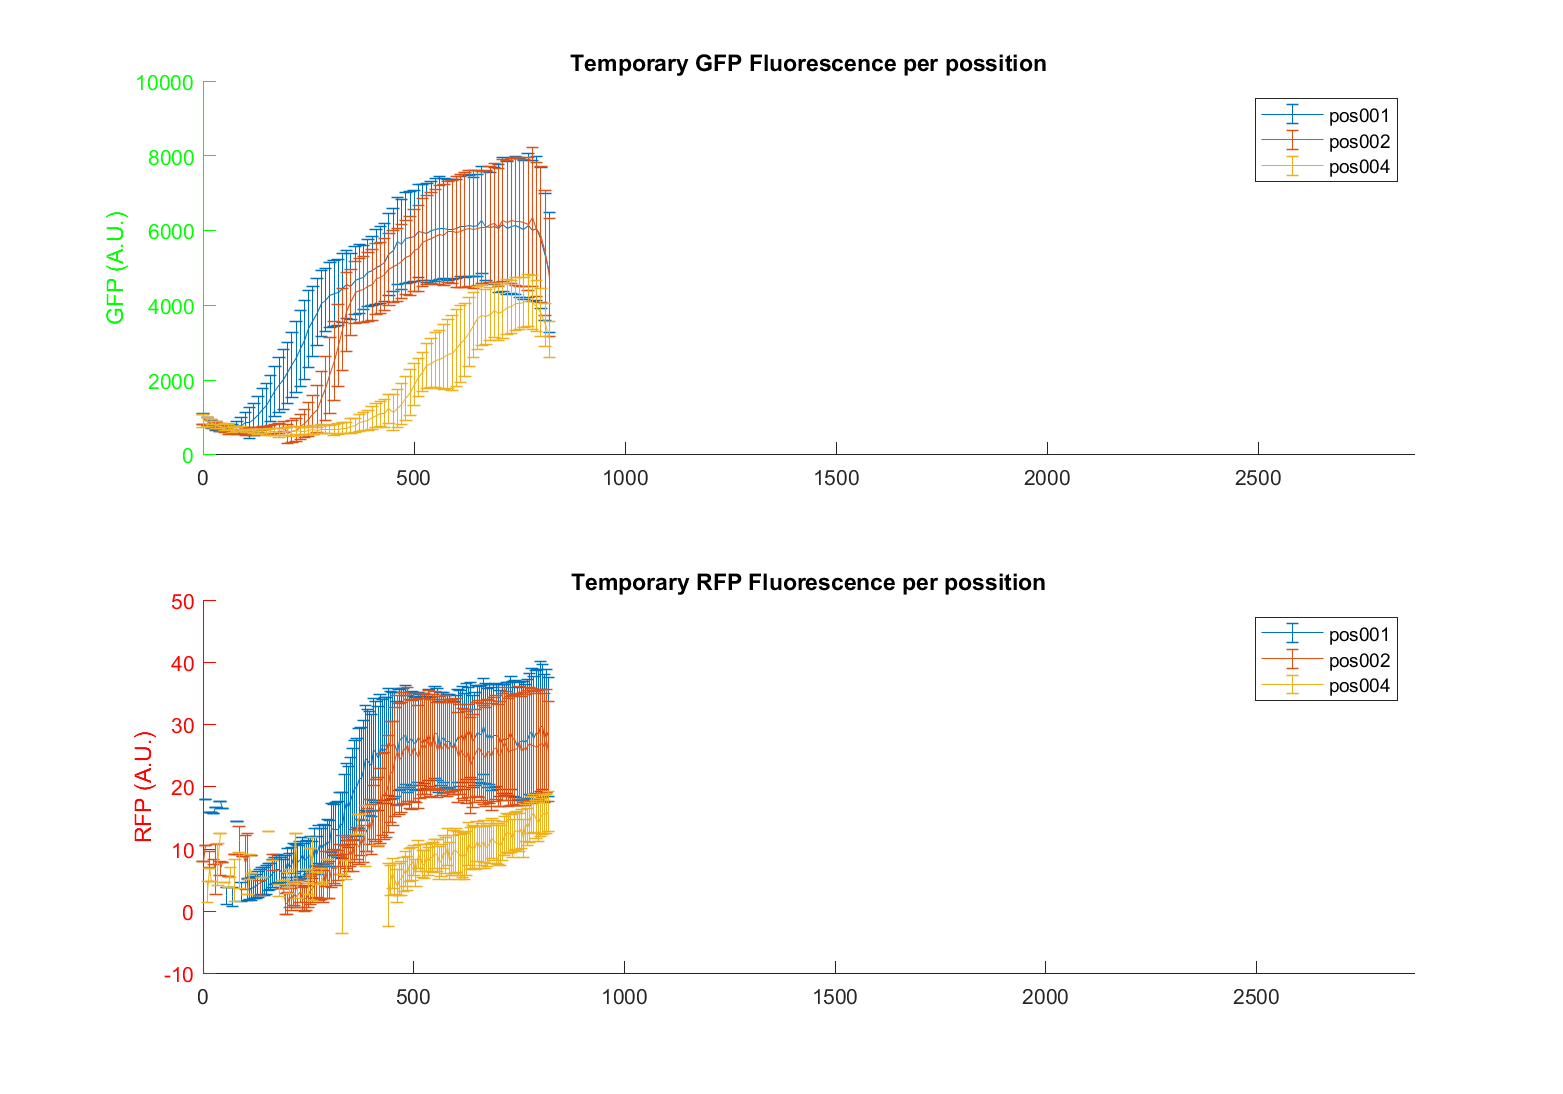 Temporary GFP Fluorescence per possition
10000
8000
6000
4000
2000
0
GFP (A.U.)
0 500 1000 1500 2000 2500
pos001
pos002
pos004
Temporary RFP Fluorescence per possition
50
40
30
20
10
0
-10
RFP (A.U.)
0 500 1000 1500 2000 2500
pos001
pos002
pos004